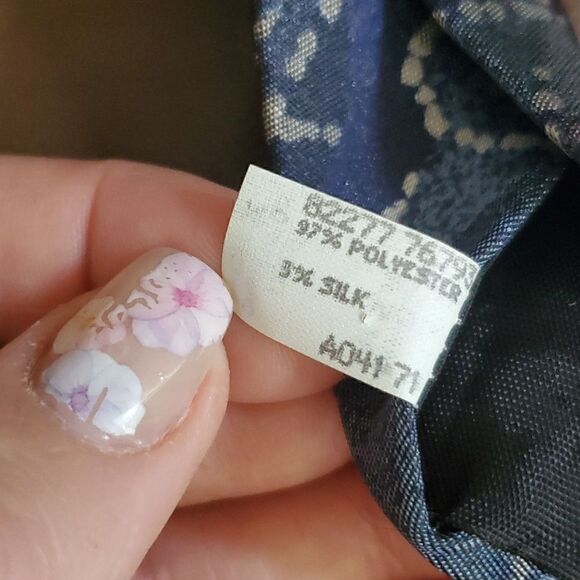 82277 76793
97% POLYESTER
3% SILK
A041 71